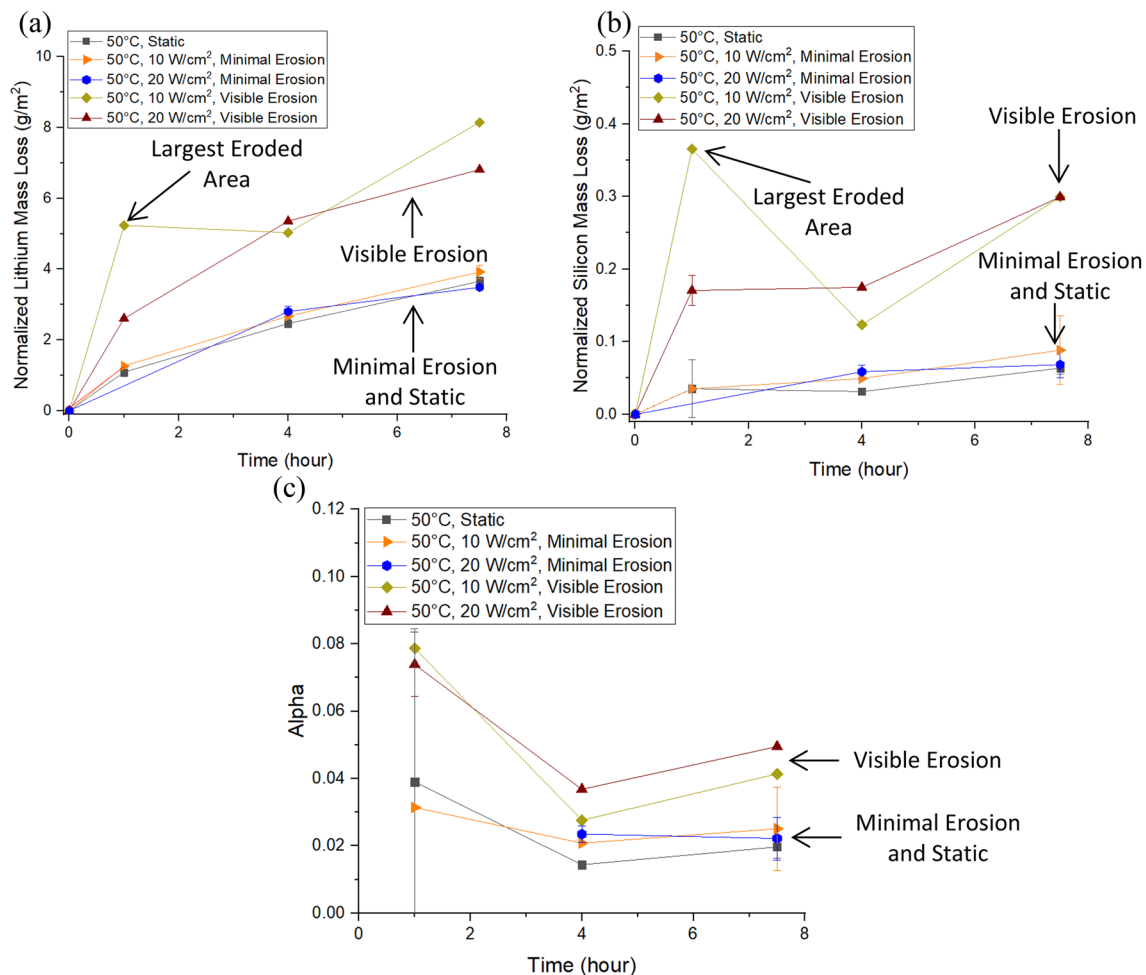 (a)
50°C, Static
50°C, 10 W/cm², Minimal Erosion
50°C, 20 W/cm², Minimal Erosion
50°C, 10 W/cm², Visible Erosion
50°C, 20 W/cm², Visible Erosion
Normalized Lithium Mass Loss (g/m²)
10
8
6
4
2
0
Largest Eroded
Area
Visible Erosion
Minimal Erosion
and Static
0
2
4
6
8
Time (hour)
(b)
50°C, Static
50°C, 10 W/cm², Minimal Erosion
50°C, 20 W/cm², Minimal Erosion
50°C, 10 W/cm², Visible Erosion
50°C, 20 W/cm², Visible Erosion
Normalized Silicon Mass Loss (g/m²)
0.5
0.4
0.3
0.2
0.1
0.0
Visible Erosion
Largest Eroded
Area
Minimal Erosion
and Static
0
2
4
6
8
Time (hour)
(c)
50°C, Static
50°C, 10 W/cm², Minimal Erosion
50°C, 20 W/cm², Minimal Erosion
50°C, 10 W/cm², Visible Erosion
50°C, 20 W/cm², Visible Erosion
Alpha
0.12
0.10
0.08
0.06
0.04
0.02
0.00
Visible Erosion
Minimal Erosion
and Static
0
2
4
6
8
Time (hour)